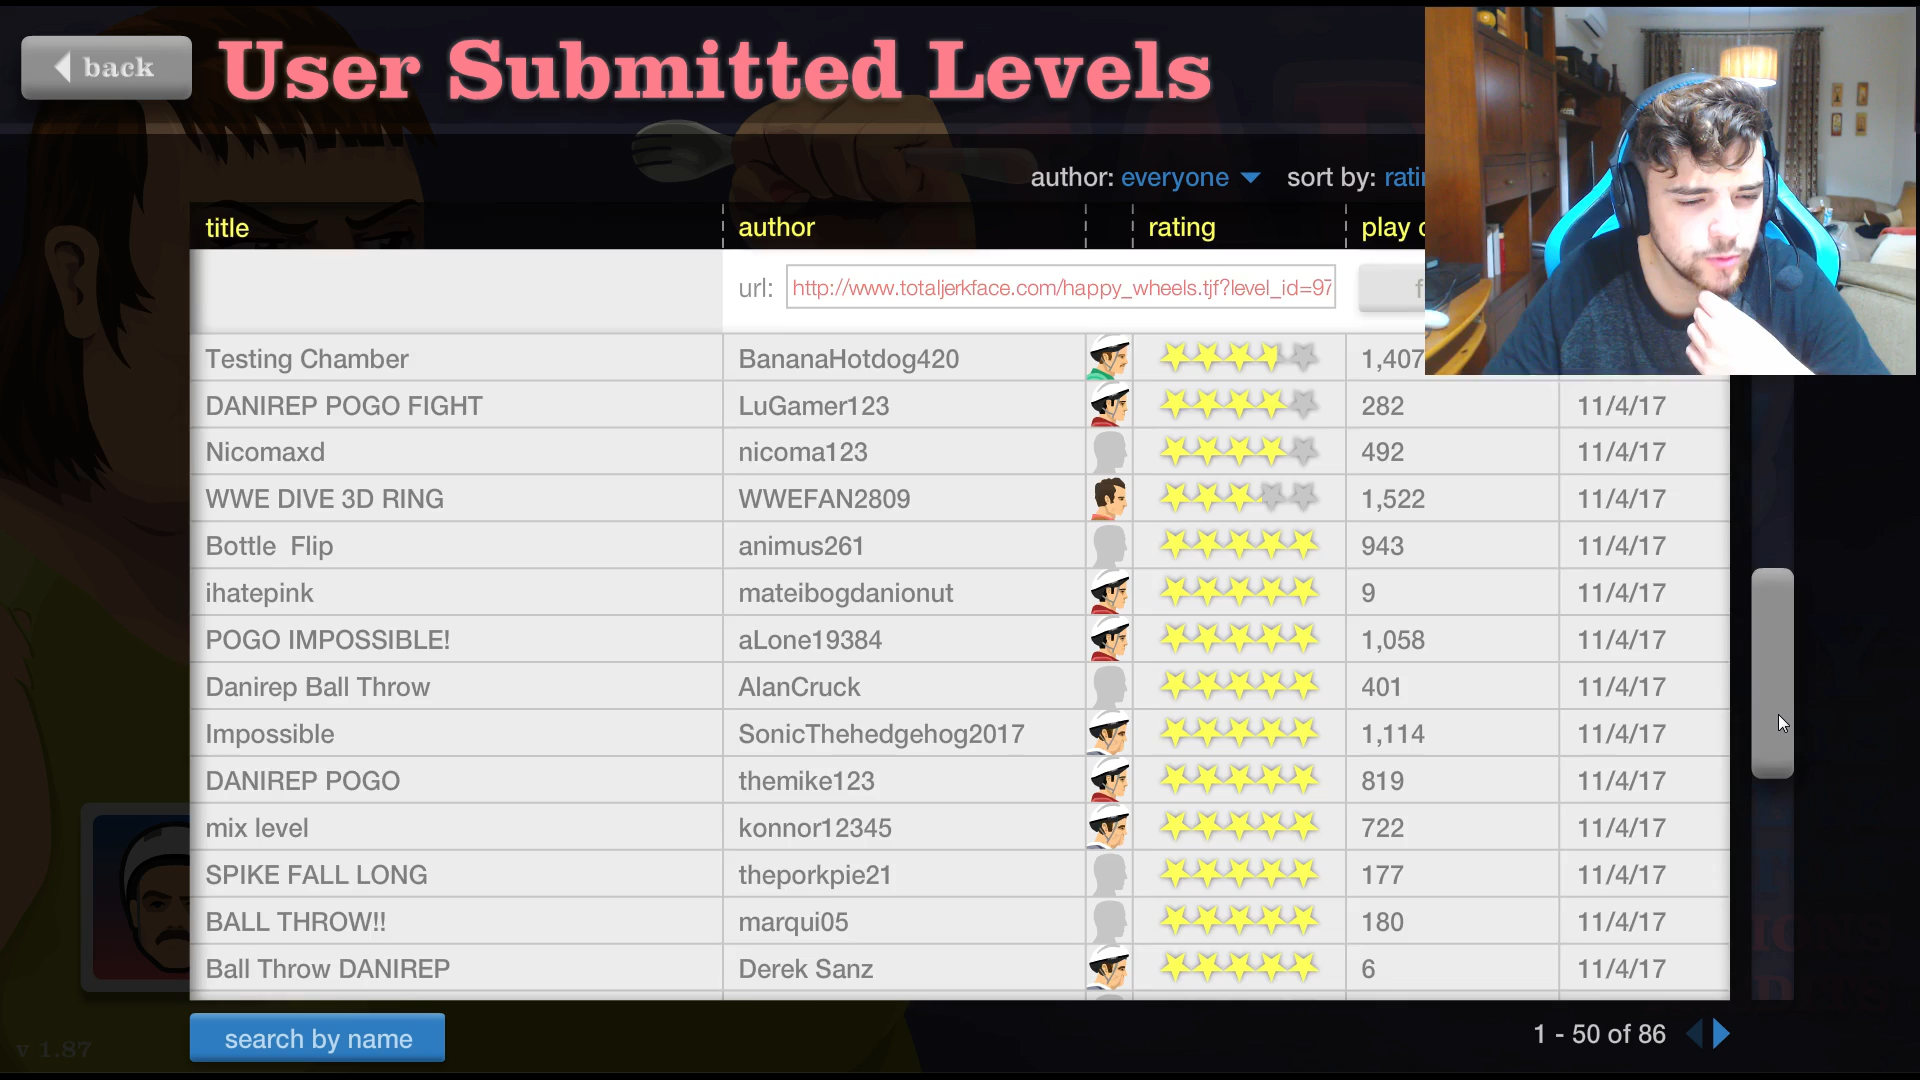 back
User Submitted Levels
author: everyone sort by: rati
title author rating play c
url: http://www.totaljerkface.com/happy_wheels.tjf?level_id=97 f
Testing Chamber BananaHotdog420 1,407
DANIREP POGO FIGHT LuGamer123 282 11/4/17
Nicomaxd nicoma123 492 11/4/17
WWE DIVE 3D RING WWEFAN2809 1,522 11/4/17
Bottle  Flip animus261 943 11/4/17
ihatepink mateibogdanionut 9 11/4/17
POGO IMPOSSIBLE! aLone19384 1,058 11/4/17
Danirep Ball Throw AlanCruck 401 11/4/17
Impossible SonicThehedgehog2017 1,114 11/4/17
DANIREP POGO themike123 819 11/4/17
mix level konnor12345 722 11/4/17
SPIKE FALL LONG theporkpie21 177 11/4/17
BALL THROW!! marqui05 180 11/4/17
Ball Throw DANIREP Derek Sanz 6 11/4/17
search by name 1 - 50 of 86
v 1.87